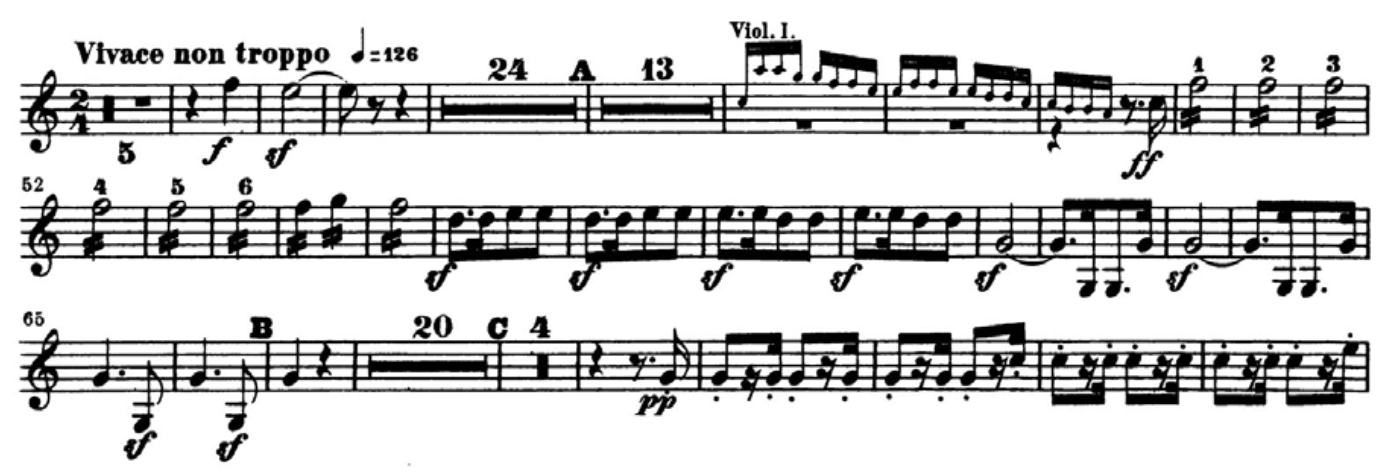 Viol. I.
Vivace non troppo ♩=126
24 A 13 1 2 3
2
4
5 f sf ff
52 4 5 6
sf sf sf sf sf sf
65 B 20 C 4
sf sf pp